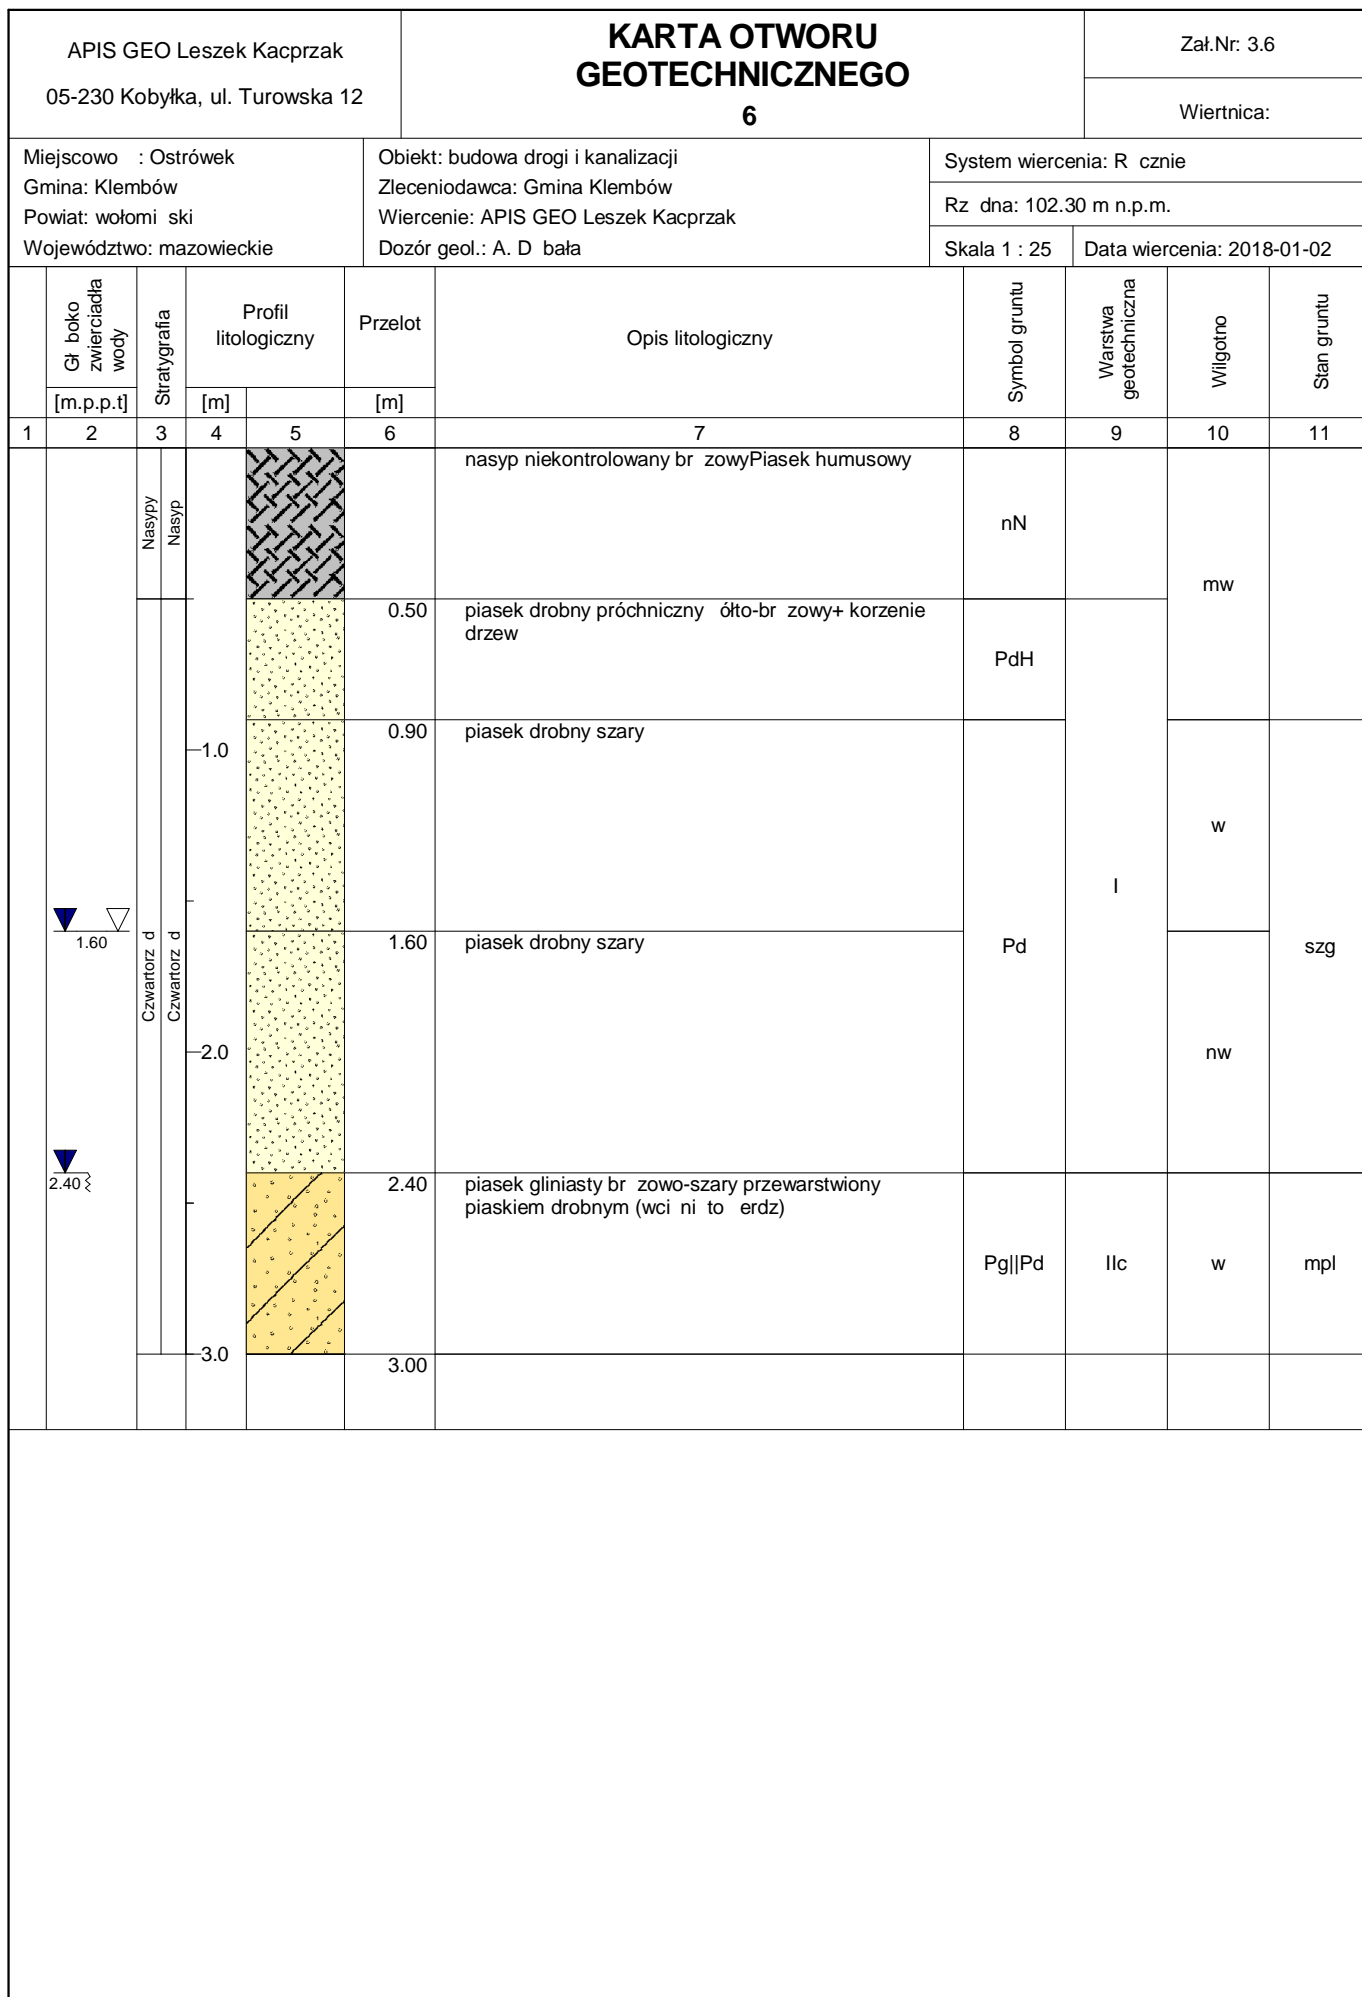 APIS GEO Leszek Kacprzak
05-230 Kobyłka, ul. Turowska 12
KARTA OTWORU
GEOTECHNICZNEGO
6
Zał.Nr: 3.6
Wiertnica:
Miejscowo : Ostrówek
Gmina: Klembów
Powiat: wołomi ski
Województwo: mazowieckie
Obiekt: budowa drogi i kanalizacji
Zleceniodawca: Gmina Klembów
Wiercenie: APIS GEO Leszek Kacprzak
Dozór geol.: A. D bała
System wiercenia: R cznie
Rz dna: 102.30 m n.p.m.
Skala 1 : 25
Data wiercenia: 2018-01-02
Gł boko
zwierciadła
wody
[m.p.p.t]
Stratygrafia
Profil
litologiczny
[m]
Przelot
[m]
Opis litologiczny
Symbol gruntu
Warstwa
geotechniczna
Wilgotno
Stan gruntu
1 2 3 4 5 6 7 8 9 10 11
Nasypy
Nasyp
nasyp niekontrolowany br zowyPiasek humusowy
nN
mw
0.50
piasek drobny próchniczny ółto-br zowy+ korzenie
drzew
PdH
0.90
piasek drobny szary
1.0
w
I
1.60
Czwartorz d
Czwartorz d
1.60
piasek drobny szary
Pd
szg
2.0
nw
2.40
2.40
piasek gliniasty br zowo-szary przewarstwiony
piaskiem drobnym (wci ni to erdz)
Pg||Pd
IIc
w
mpl
3.0
3.00